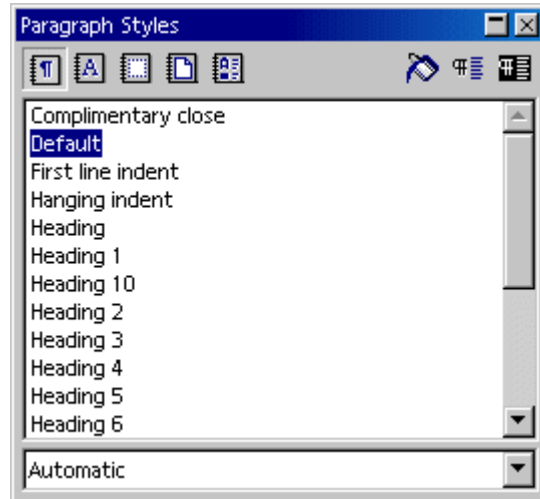 Paragraph Styles
Complimentary close
Default
First line indent
Hanging indent
Heading
Heading 1
Heading 10
Heading 2
Heading 3
Heading 4
Heading 5
Heading 6
Automatic